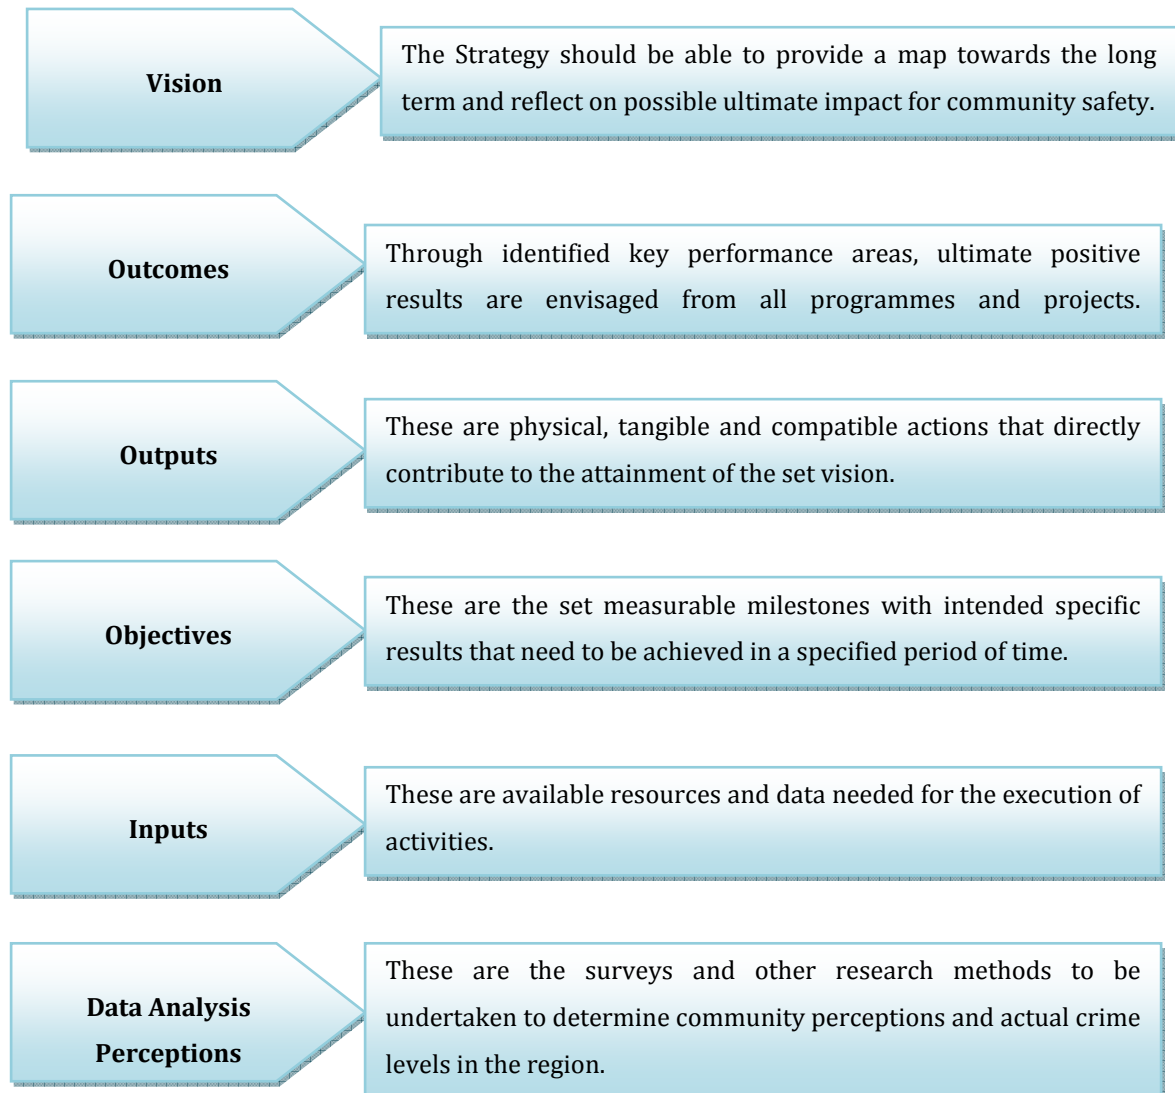 Vision
The Strategy should be able to provide a map towards the long
term and reflect on possible ultimate impact for community safety.
Outcomes
Through identified key performance areas, ultimate positive
results are envisaged from all programmes and projects.
Outputs
These are physical, tangible and compatible actions that directly
contribute to the attainment of the set vision.
Objectives
These are the set measurable milestones with intended specific
results that need to be achieved in a specified period of time.
Inputs
These are available resources and data needed for the execution of
activities.
Data Analysis
Perceptions
These are the surveys and other research methods to be
undertaken to determine community perceptions and actual crime
levels in the region.